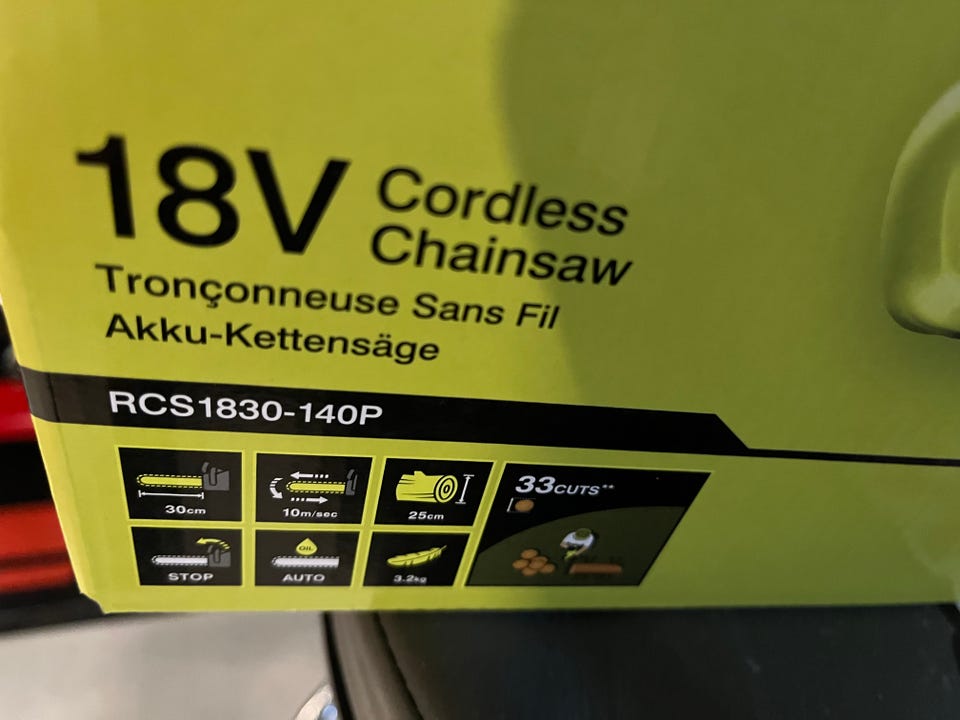 18V Cordless
Chainsaw
Tronçonneuse Sans Fil
Akku-Kettensäge
RCS1830-140P
30cm
10m/sec
25cm
33CUTS**
STOP
OIL
AUTO
3.2kg